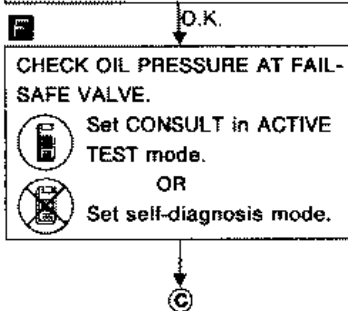 O.K.
F
CHECK OIL PRESSURE AT FAIL-
SAFE VALVE.
Set CONSULT in ACTIVE
TEST mode.
OR
Set self-diagnosis mode.
C